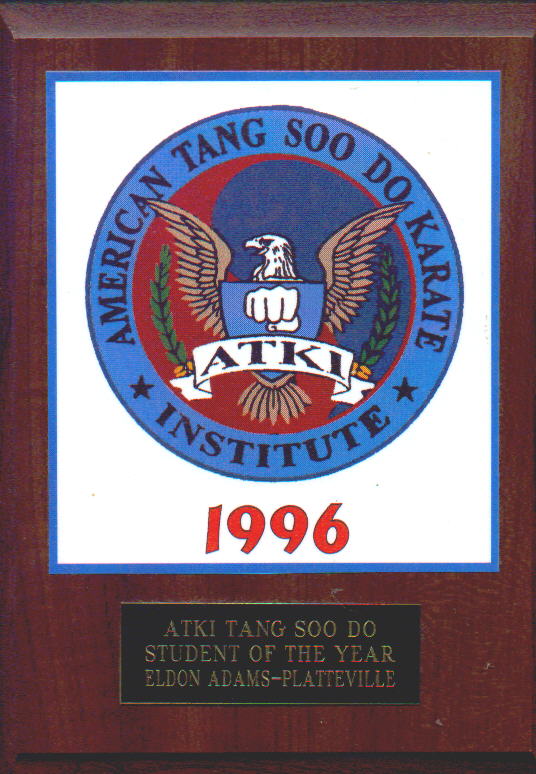 AMERICAN TANG SOO DO KARATE
INSTITUTE
ATKI
1996
ATKI TANG SOO DO
STUDENT OF THE YEAR
ELDON ADAMS-PLATTEVILLE